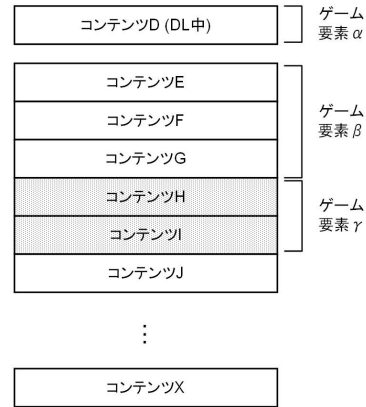 コンテンツD (DL中)
ゲーム
要素α
コンテンツE
コンテンツF
コンテンツG
ゲーム
要素β
コンテンツH
コンテンツI
ゲーム
要素γ
コンテンツJ
⋮
コンテンツX